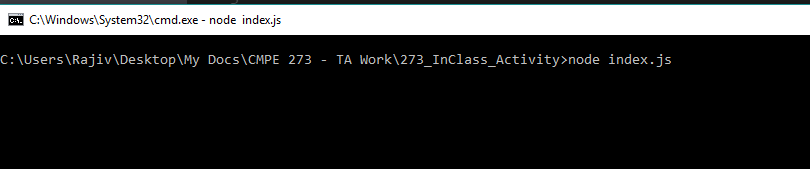 C:\Windows\System32\cmd.exe - node  index.js
C:\Users\Rajiv\Desktop\My Docs\CMPE 273 - TA Work\273_InClass_Activity>node index.js